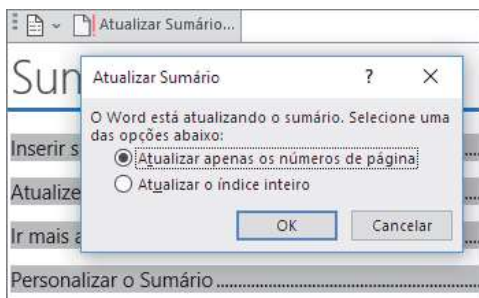 Atualizar Sumário...
Sun
Atualizar Sumário ? X
O Word está atualizando o sumário. Selecione uma
das opções abaixo:
Inserir s
Atualizar apenas os números de página
Atualize
Atualizar o índice inteiro
OK Cancelar
Ir mais a
Personalizar o Sumário